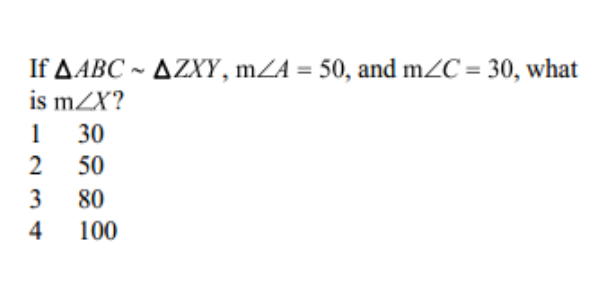 If ΔABC ~ ΔZXY, m∠A = 50, and m∠C = 30, what
is m∠X?
1 30
2 50
3 80
4 100